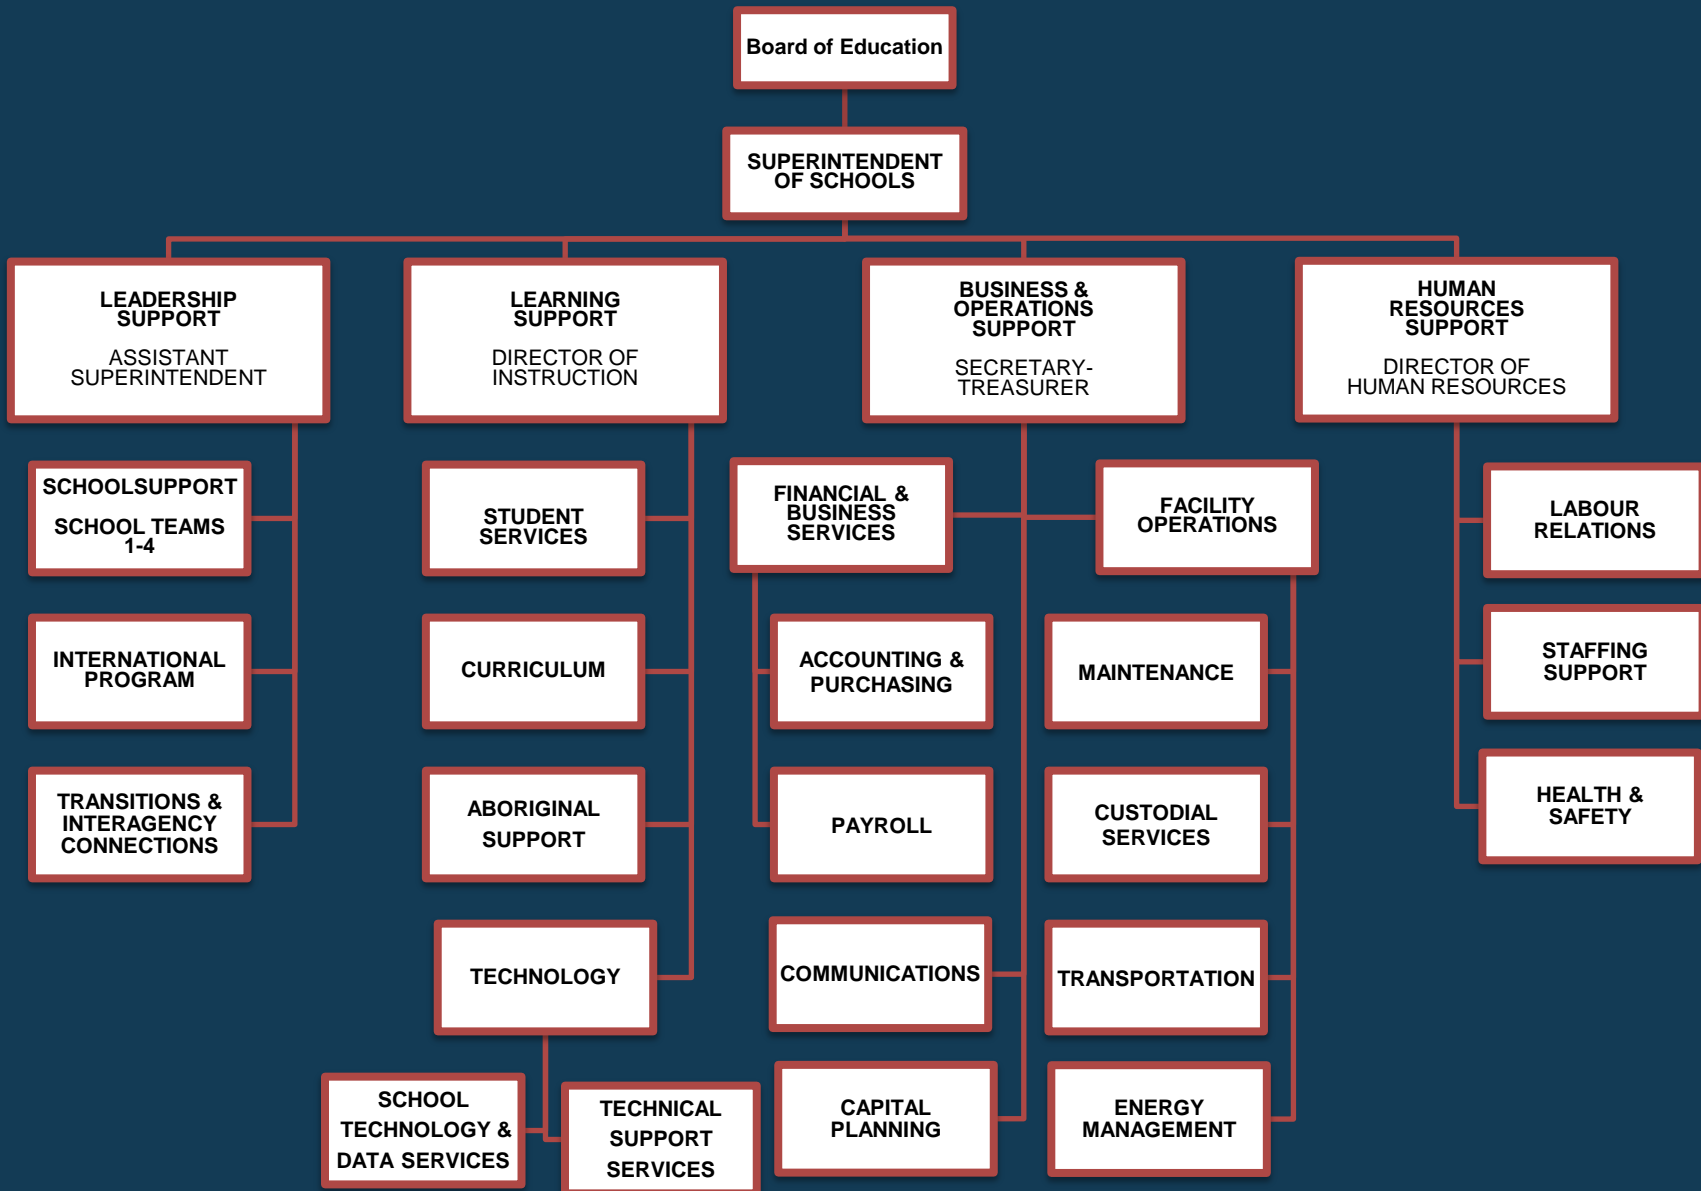 Board of Education
SUPERINTENDENT
OF SCHOOLS
LEADERSHIP
SUPPORT
ASSISTANT
SUPERINTENDENT
LEARNING
SUPPORT
DIRECTOR OF
INSTRUCTION
BUSINESS &
OPERATIONS
SUPPORT
SECRETARY-
TREASURER
HUMAN
RESOURCES
SUPPORT
DIRECTOR OF
HUMAN RESOURCES
SCHOOLSUPPORT
SCHOOL TEAMS
1-4
INTERNATIONAL
PROGRAM
TRANSITIONS &
INTERAGENCY
CONNECTIONS
STUDENT
SERVICES
CURRICULUM
ABORIGINAL
SUPPORT
TECHNOLOGY
SCHOOL
TECHNOLOGY &
DATA SERVICES
TECHNICAL
SUPPORT
SERVICES
FINANCIAL &
BUSINESS
SERVICES
ACCOUNTING &
PURCHASING
PAYROLL
COMMUNICATIONS
CAPITAL
PLANNING
FACILITY
OPERATIONS
MAINTENANCE
CUSTODIAL
SERVICES
TRANSPORTATION
ENERGY
MANAGEMENT
LABOUR
RELATIONS
STAFFING
SUPPORT
HEALTH &
SAFETY